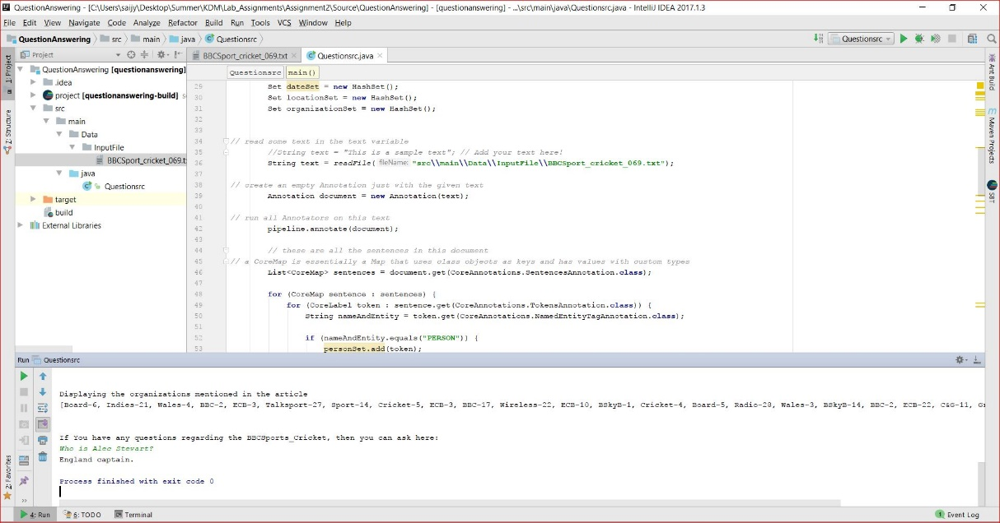 QuestionAnswering - [C:\Users\saijy\Desktop\Summer\KDM\Lab_Assignments\Assignment2\Source\QuestionAnswering] - [questionanswering] - ...\src\main\java\Questionsrc.java - IntelliJ IDEA 2017.1.3
File Edit View Navigate Code Analyze Refactor Build Run Tools VCS Window Help
QuestionAnswering src main java Questionsrc
Questionsrc
Project
BBCSport_cricket_069.txt
Questionsrc.java
QuestionAnswering [questionanswering]
.idea
project [questionanswering-build]
src
main
Data
InputFile
BBCSport_cricket_069.t
java
Questionsrc
target
build
External Libraries
1: Project
2: Structure
2: Favorites
Ant Build
Maven Projects
SBT
Questionsrc main()
29 Set dateSet = new HashSet();
30 Set locationSet = new HashSet();
31 Set organizationSet = new HashSet();
32
33
34 // read some text in the text variable
35 //String text = "This is a sample text"; // Add your text here!
36 String text = readFile( fileName: "src\\main\\Data\\InputFile\\BBCSport_cricket_069.txt");
37
38 // create an empty Annotation just with the given text
39 Annotation document = new Annotation(text);
40
41 // run all Annotators on this text
42 pipeline.annotate(document);
43
44 // these are all the sentences in this document
45 // a CoreMap is essentially a Map that uses class objects as keys and has values with custom types
46 List<CoreMap> sentences = document.get(CoreAnnotations.SentencesAnnotation.class);
47
48 for (CoreMap sentence : sentences) {
49 for (CoreLabel token : sentence.get(CoreAnnotations.TokensAnnotation.class)) {
50 String nameAndEntity = token.get(CoreAnnotations.NamedEntityTagAnnotation.class);
51
52 if (nameAndEntity.equals("PERSON")) {
53 personSet.add(token);
Run Questionsrc
Displaying the organizations mentioned in the article
[Board-6, Indies-21, Wales-4, BBC-2, ECB-3, Talksport-27, Sport-14, Cricket-5, ECB-3, BBC-17, Wireless-22, ECB-10, BSkyB-1, Cricket-4, Board-5, Radio-28, Wales-3, BSkyB-14, BBC-2, ECB-22, C&G-11, Gr
If You have any questions regarding the BBCSports_Cricket, then you can ask here:
Who is Alec Stevart?
England captain.
Process finished with exit code 0
4: Run 6: TODO Terminal Event Log